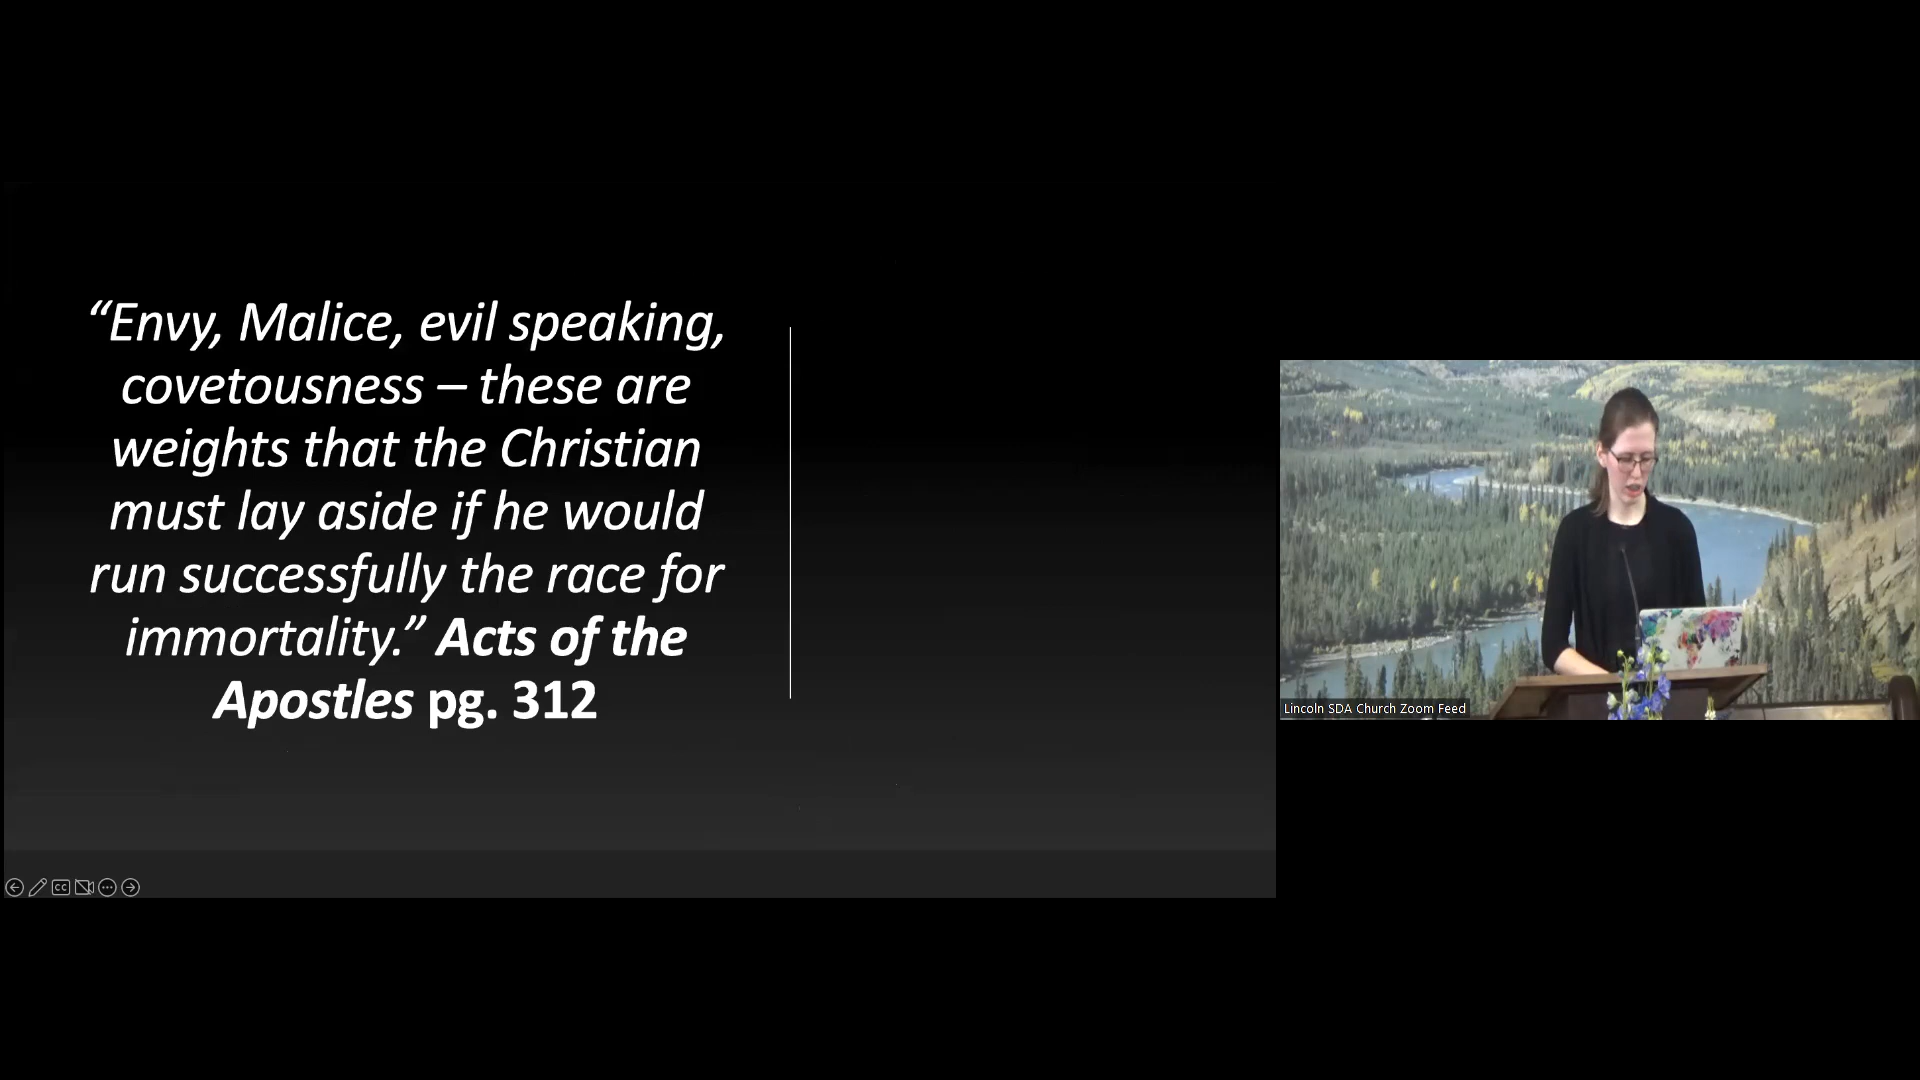 “Envy, Malice, evil speaking,
covetousness – these are
weights that the Christian
must lay aside if he would
run successfully the race for
immortality.” Acts of the
Apostles pg. 312
Lincoln SDA Church Zoom Feed
CC